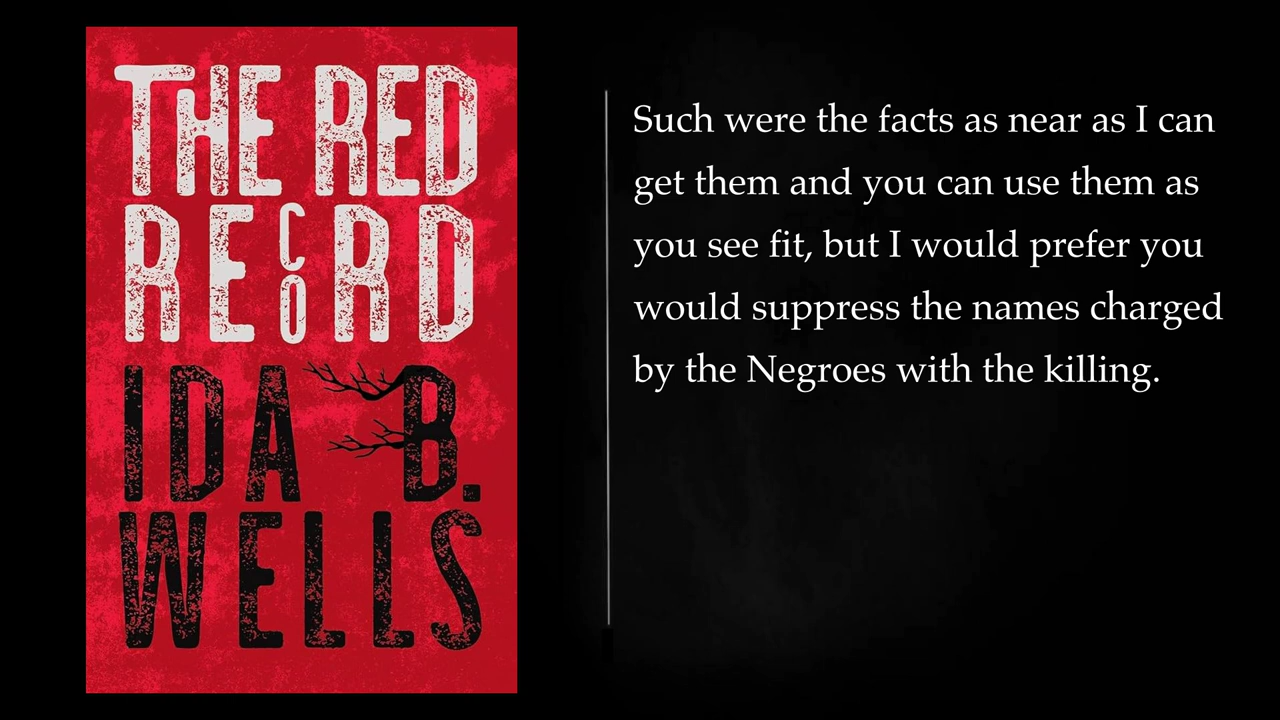 THE RED
RECORD
IDA B.
WELLS
Such were the facts as near as I can
get them and you can use them as
you see fit, but I would prefer you
would suppress the names charged
by the Negroes with the killing.